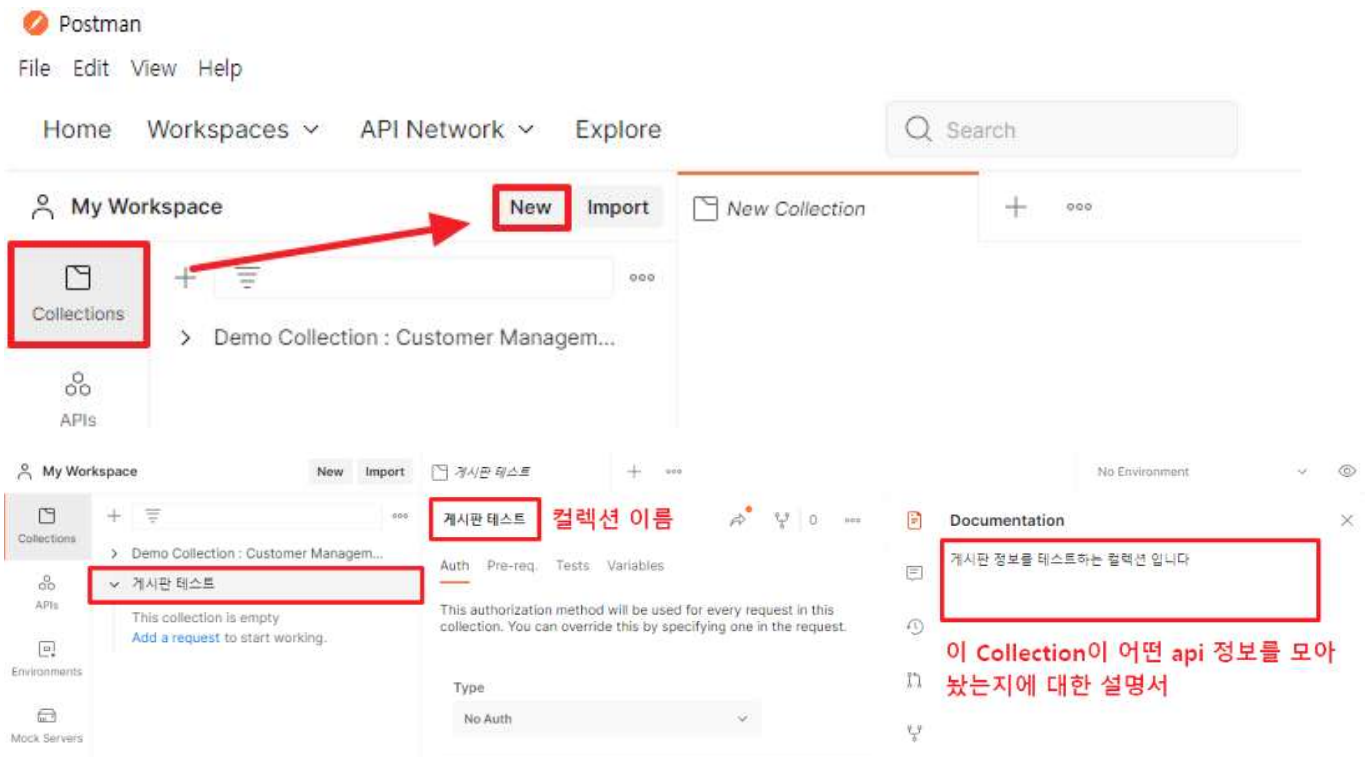 Postman
File Edit View Help
Home Workspaces API Network Explore Search
My Workspace New Import New Collection
Collections
Demo Collection : Customer Managem...
APIs
My Workspace New Import 게시판 테스트 No Environment
Collections
게시판 테스트 컬렉션 이름 0 Documentation
Demo Collection : Customer Managem...
게시판 정보를 테스트하는 컬렉션 입니다
Auth Pre-req. Tests Variables
게시판 테스트
APIs
This collection is empty
Add a request to start working.
This authorization method will be used for every request in this
collection. You can override this by specifying one in the request.
이 Collection이 어떤 api 정보를 모아
놨는지에 대한 설명서
Environments
Type
No Auth
Mock Servers